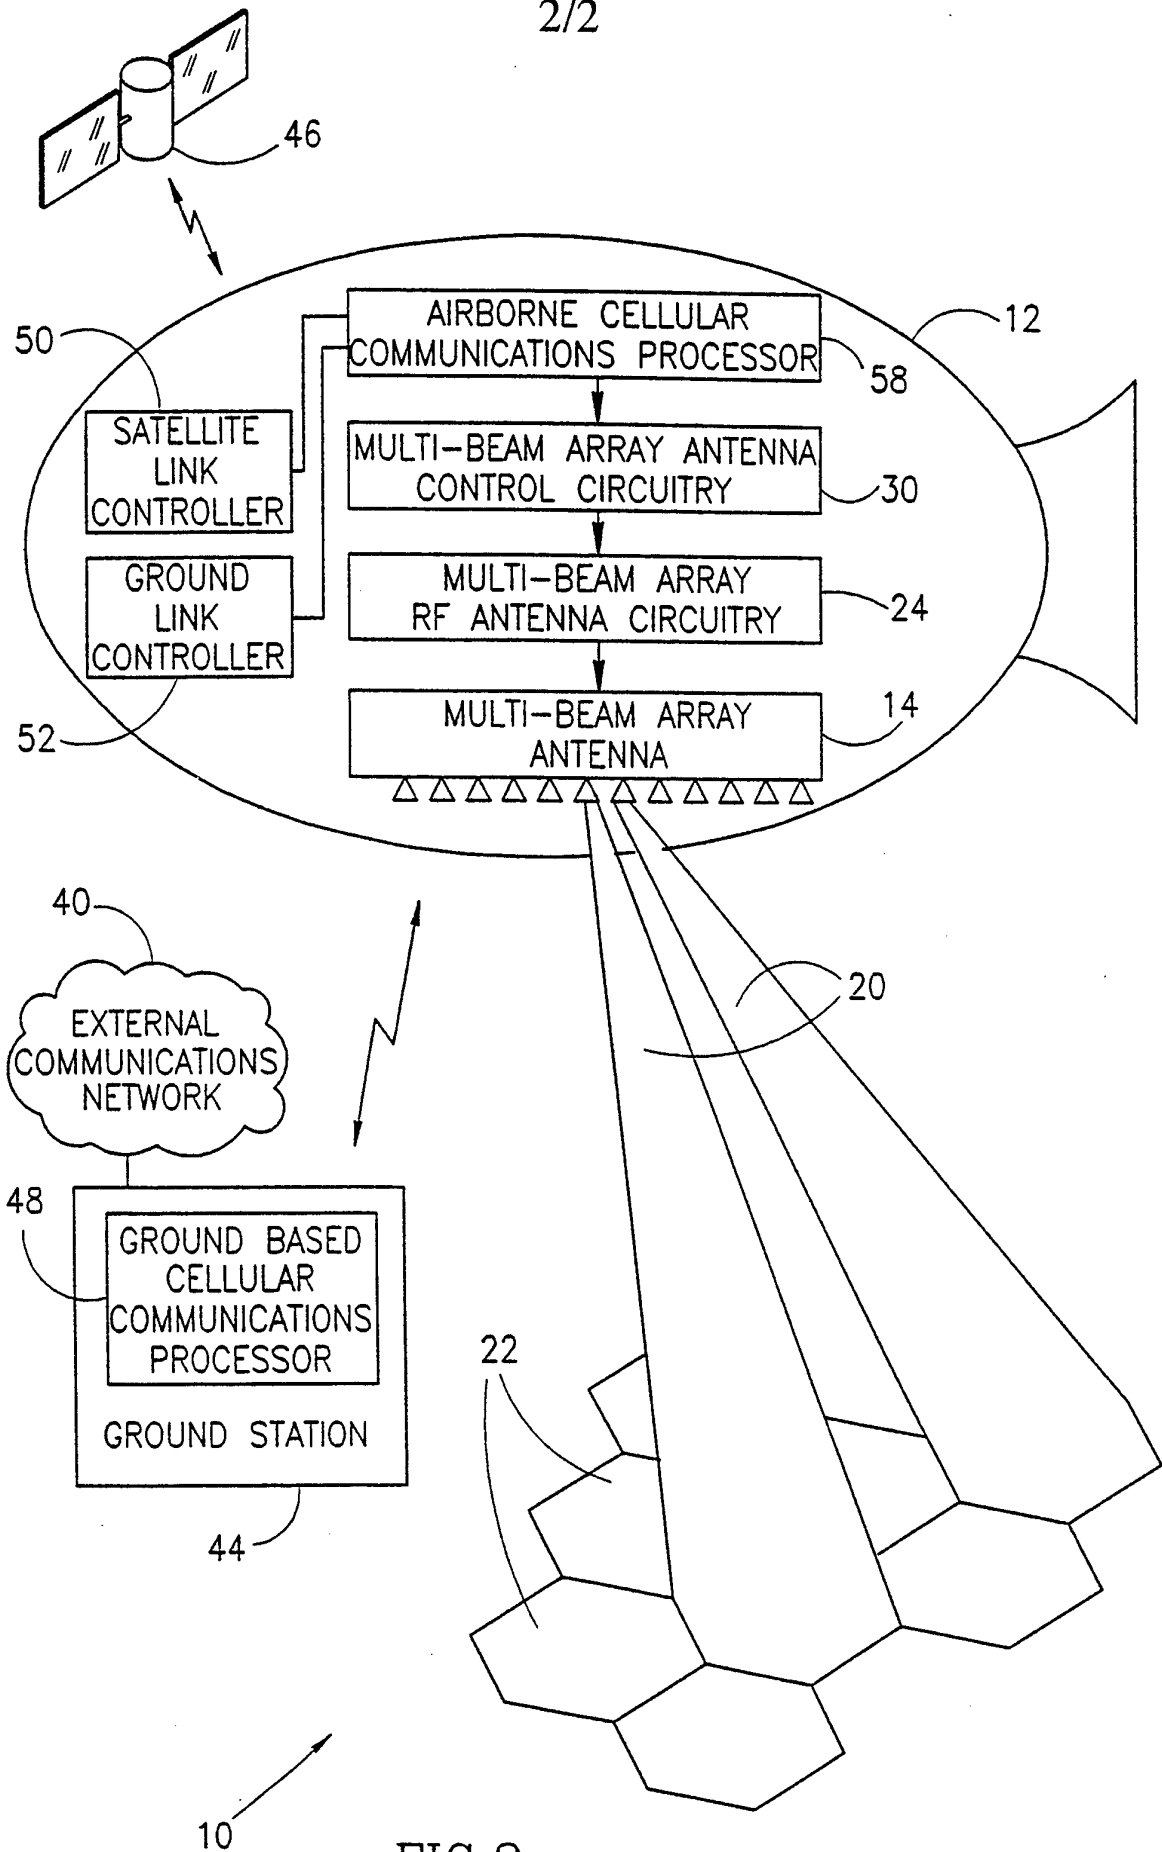 2/2
46
AIRBORNE CELLULAR
COMMUNICATIONS PROCESSOR
12
50
58
SATELLITE
LINK
CONTROLLER
MULTI-BEAM ARRAY ANTENNA
CONTROL CIRCUITRY
30
GROUND
LINK
CONTROLLER
MULTI-BEAM ARRAY
RF ANTENNA CIRCUITRY
24
52
MULTI-BEAM ARRAY
ANTENNA
14
40
20
EXTERNAL
COMMUNICATIONS
NETWORK
48
GROUND BASED
CELLULAR
COMMUNICATIONS
PROCESSOR
GROUND STATION
22
44
10